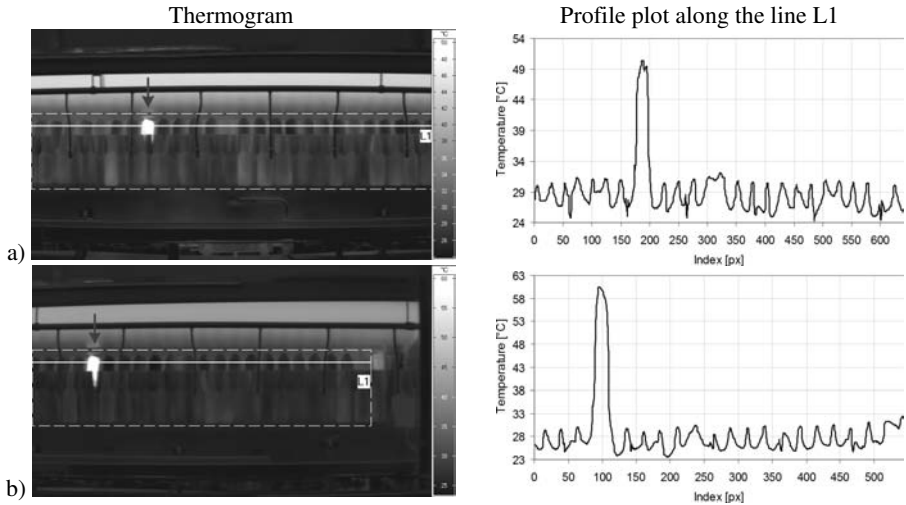 Thermogram
Profile plot along the line L1
a)
°C
L1
Temperature [°C]
54
49
44
39
34
29
24
0 50 100 150 200 250 300 350 400 450 500 550 600
Index [px]
b)
°C
L1
Temperature [°C]
63
58
53
48
43
38
33
28
23
0 50 100 150 200 250 300 350 400 450 500
Index [px]